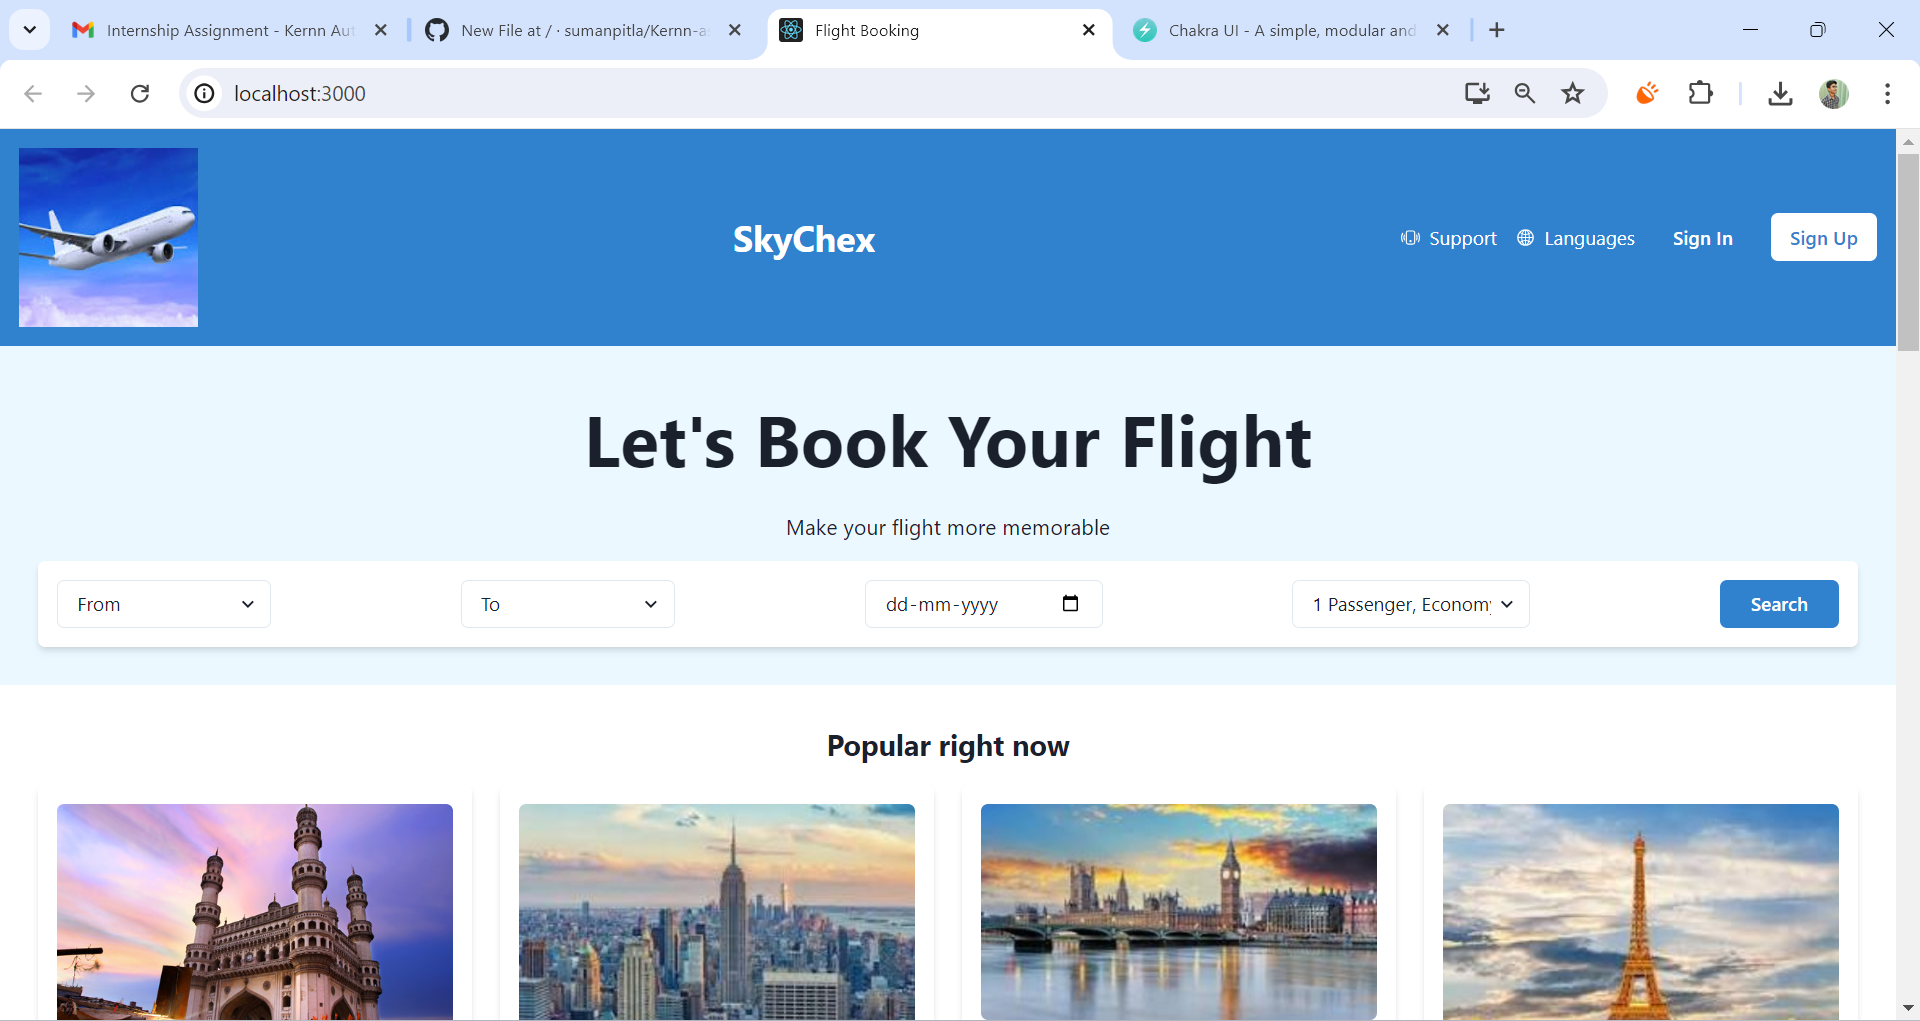 Internship Assignment - Kernn Aut
New File at / · sumanpitla/Kernn-a
Flight Booking
Chakra UI - A simple, modular and
localhost:3000
SkyChex
Support
Languages
Sign In
Sign Up
Let's Book Your Flight
Make your flight more memorable
From
To
dd-mm-yyyy
1 Passenger, Economy
Search
Popular right now